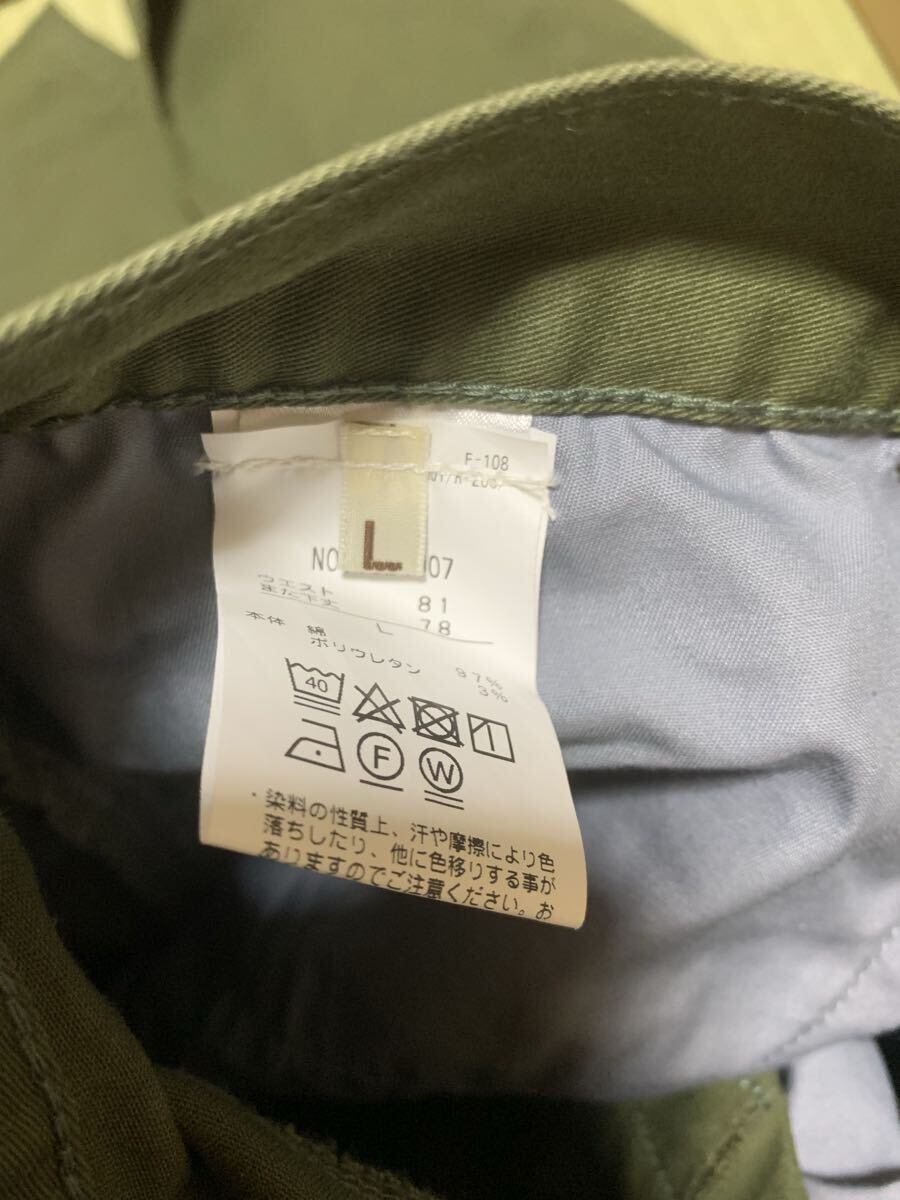 F-108
L
NO 07
ウエスト 81
また下丈 L 78
本体 綿 97%
ポリウレタン 3%
40
F W
・染料の性質上、汗や摩擦により色
落ちしたり、他に色移りする事が
ありますのでご注意ください。お